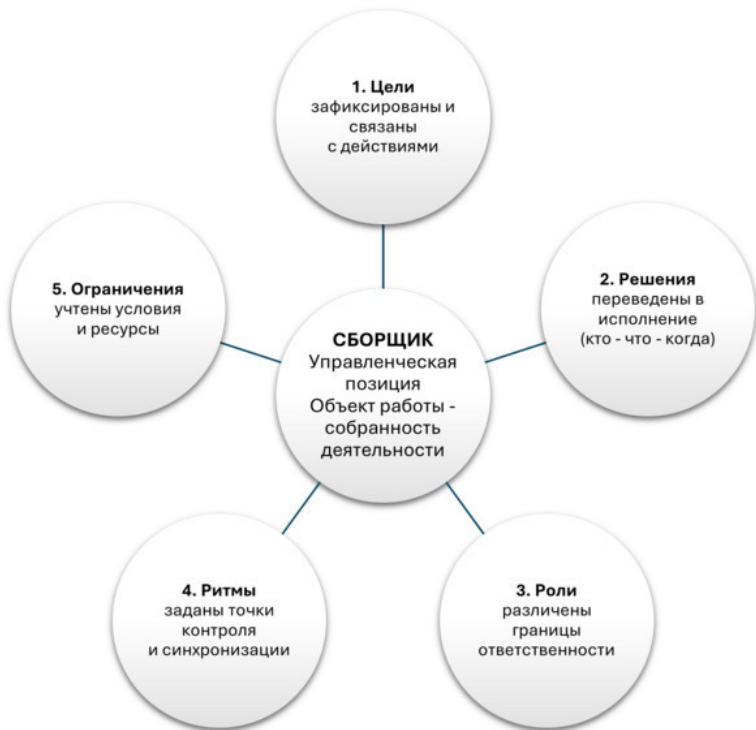 1. Цели
зафиксированы и
связаны
с действиями
2. Решения
переведены в
исполнение
(кто - что - когда)
3. Роли
различены
границы
ответственности
4. Ритмы
заданы точки
контроля
и синхронизации
5. Ограничения
учтены условия
и ресурсы
СБОРЩИК
Управленческая
позиция
Объект работы -
собранность
деятельности